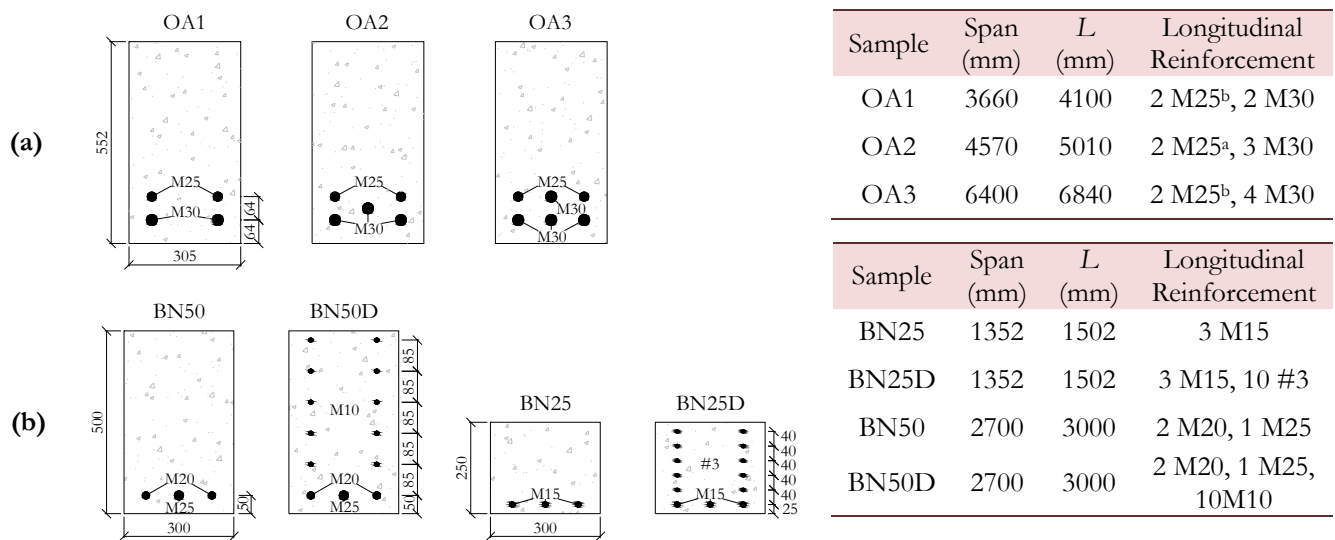 OA1 OA2 OA3
(a)
552
M25 M25 M25
M30 M30 M30
M30
64
64
305
BN50 BN50D BN25 BN25D
(b)
500
M20
M25
50
300
M10
M20
M25
85
85
85
85
85
50
250
M15
300
#3
M15
40
40
40
40
40
25
Sample Span (mm) L (mm) Longitudinal Reinforcement
OA1 3660 4100 2 M25ᵇ, 2 M30
OA2 4570 5010 2 M25ᵃ, 3 M30
OA3 6400 6840 2 M25ᵇ, 4 M30
Sample Span (mm) L (mm) Longitudinal Reinforcement
BN25 1352 1502 3 M15
BN25D 1352 1502 3 M15, 10 #3
BN50 2700 3000 2 M20, 1 M25
BN50D 2700 3000 2 M20, 1 M25, 10M10